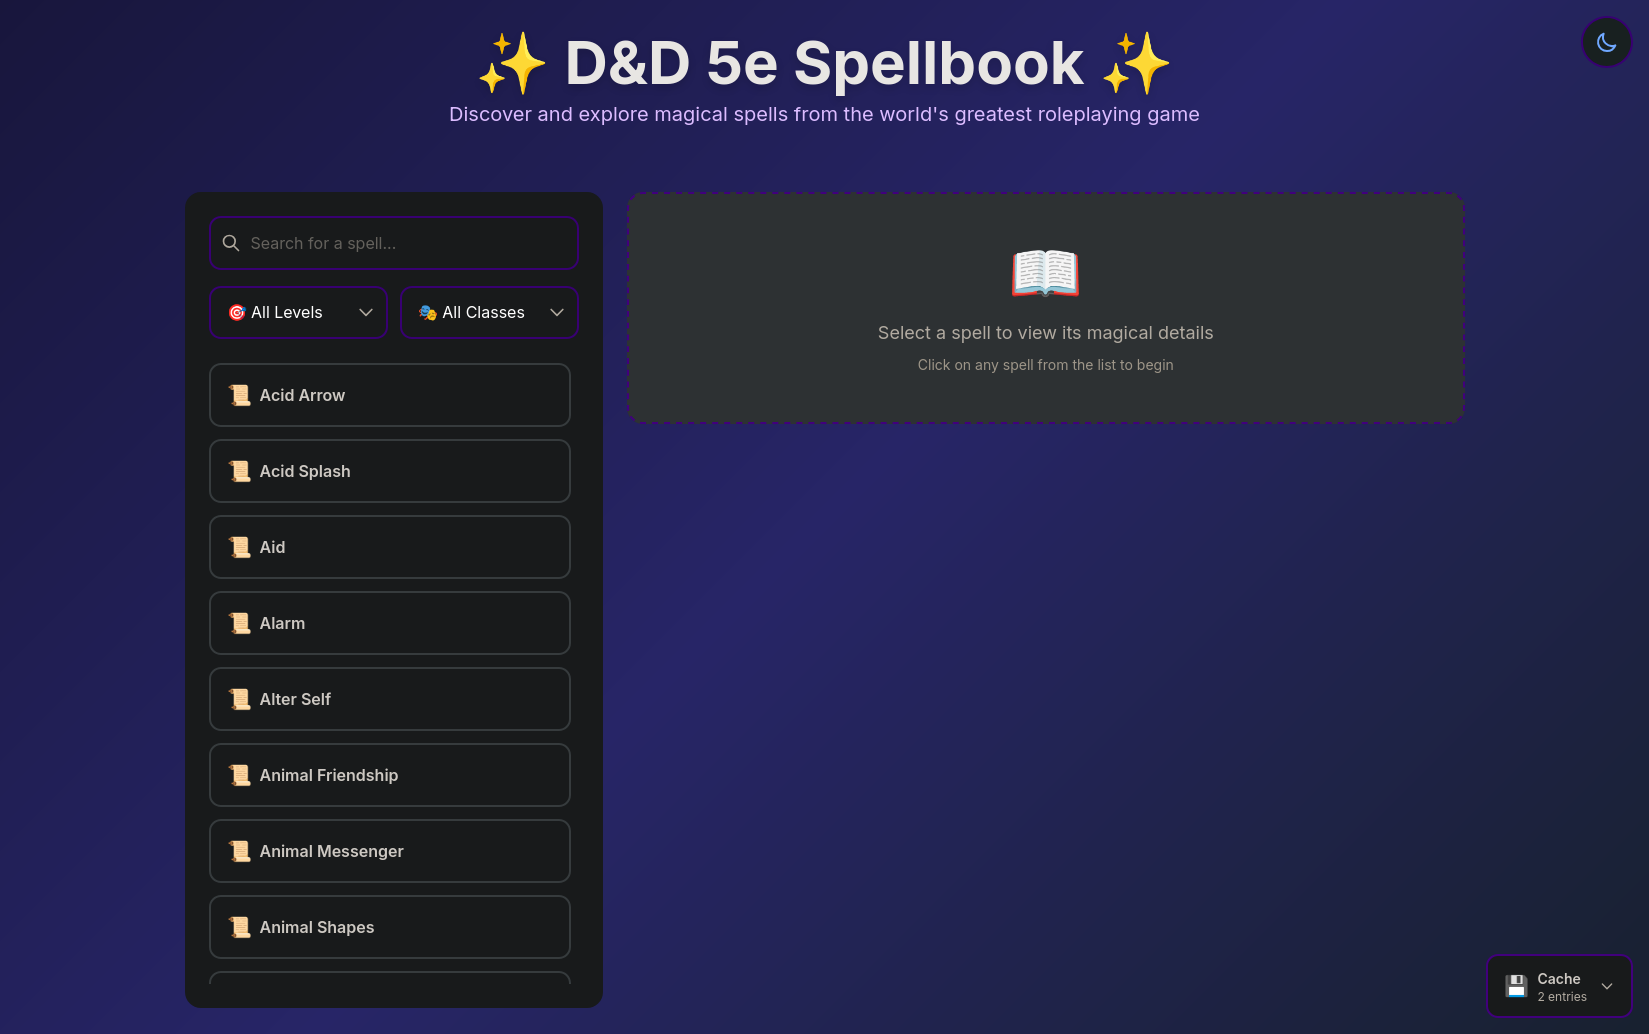 ✨ D&D 5e Spellbook ✨
Discover and explore magical spells from the world's greatest roleplaying game
Search for a spell...
🎯 All Levels
🎭 All Classes
📜 Acid Arrow
📜 Acid Splash
📜 Aid
📜 Alarm
📜 Alter Self
📜 Animal Friendship
📜 Animal Messenger
📜 Animal Shapes
📖
Select a spell to view its magical details
Click on any spell from the list to begin
💾 Cache
2 entries